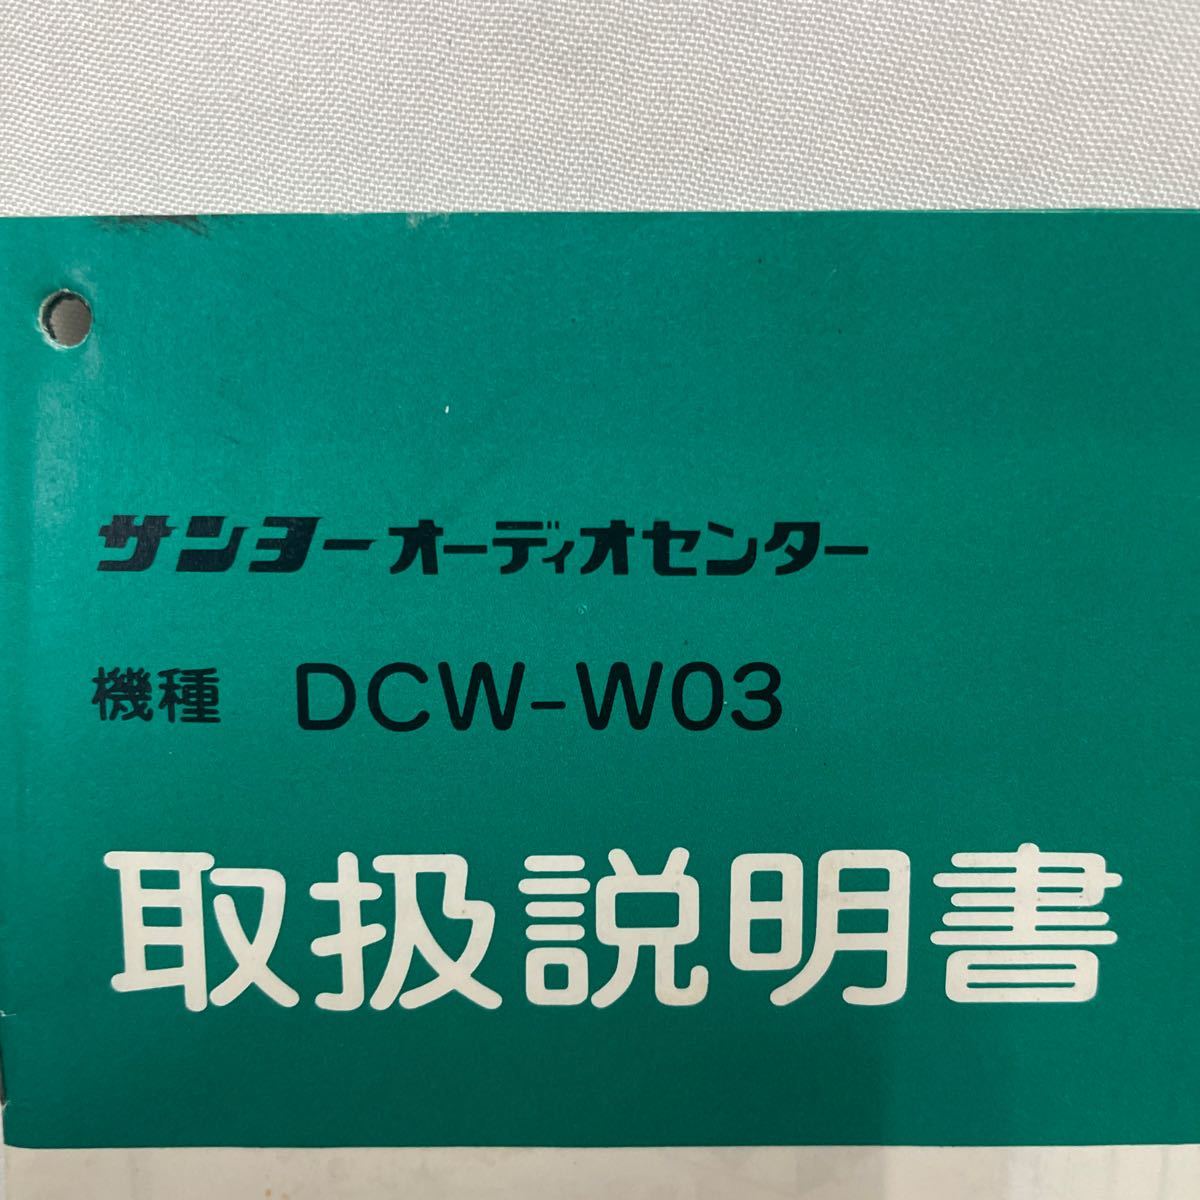 サンヨーオーディオセンター
機種 DCW-W03
取扱説明書